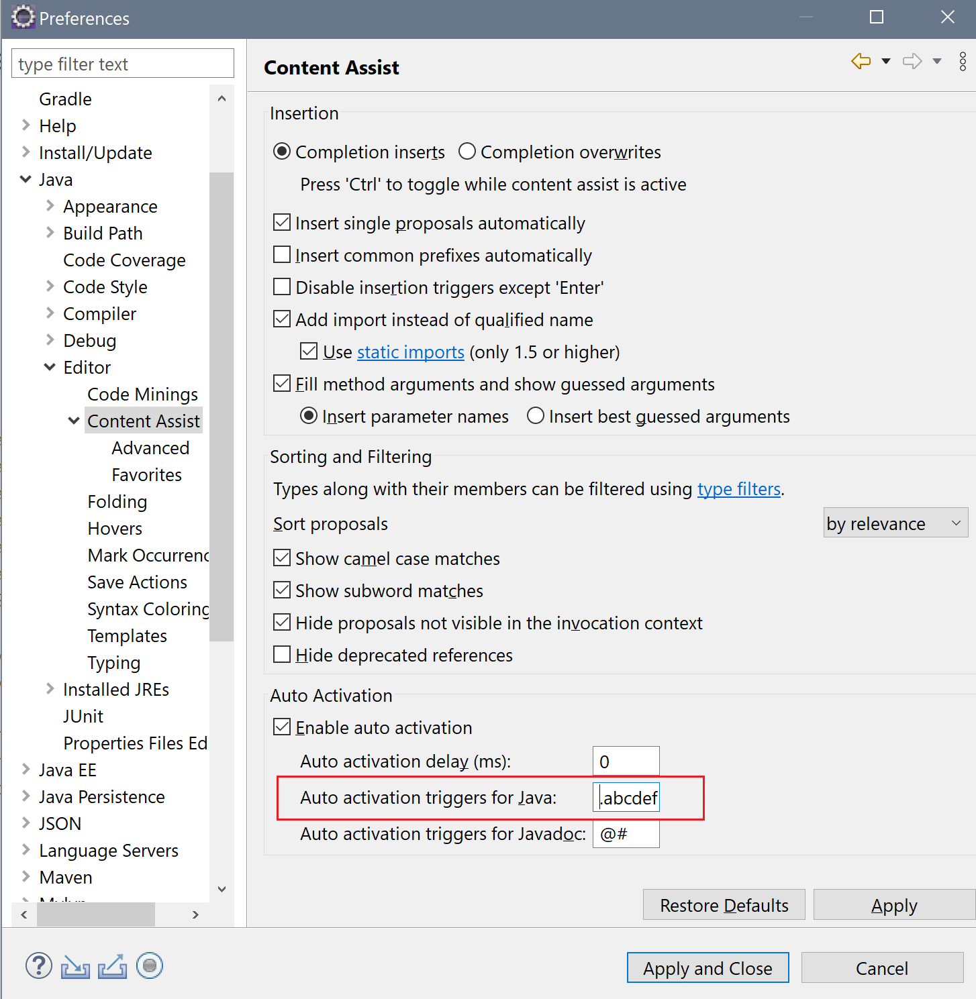 Preferences
type filter text
Gradle
Help
Install/Update
Java
Appearance
Build Path
Code Coverage
Code Style
Compiler
Debug
Editor
Code Minings
Content Assist
Advanced
Favorites
Folding
Hovers
Mark Occurrenc
Save Actions
Syntax Coloring
Templates
Typing
Installed JREs
JUnit
Properties Files Ed
Java EE
Java Persistence
JSON
Language Servers
Maven
Mylyn
Content Assist
Insertion
Completion inserts Completion overwrites
Press 'Ctrl' to toggle while content assist is active
Insert single proposals automatically
Insert common prefixes automatically
Disable insertion triggers except 'Enter'
Add import instead of qualified name
Use static imports (only 1.5 or higher)
Fill method arguments and show guessed arguments
Insert parameter names Insert best guessed arguments
Sorting and Filtering
Types along with their members can be filtered using type filters.
Sort proposals by relevance
Show camel case matches
Show subword matches
Hide proposals not visible in the invocation context
Hide deprecated references
Auto Activation
Enable auto activation
Auto activation delay (ms): 0
Auto activation triggers for Java: .abcdef
Auto activation triggers for Javadoc: @#
Restore Defaults Apply
Apply and Close Cancel